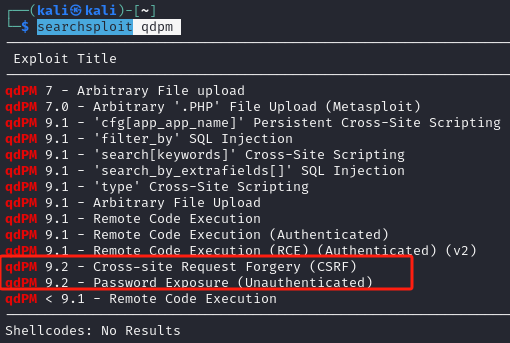 ┌──(kali㉿kali)-[~]
└─$ searchsploit qdpm
Exploit Title
qdPM 7 - Arbitrary File upload
qdPM 7.0 - Arbitrary '.PHP' File Upload (Metasploit)
qdPM 9.1 - 'cfg[app_app_name]' Persistent Cross-Site Scripting
qdPM 9.1 - 'filter_by' SQL Injection
qdPM 9.1 - 'search[keywords]' Cross-Site Scripting
qdPM 9.1 - 'search_by_extrafields[]' SQL Injection
qdPM 9.1 - 'type' Cross-Site Scripting
qdPM 9.1 - Arbitrary File Upload
qdPM 9.1 - Remote Code Execution
qdPM 9.1 - Remote Code Execution (Authenticated)
qdPM 9.1 - Remote Code Execution (RCE) (Authenticated) (v2)
qdPM 9.2 - Cross-site Request Forgery (CSRF)
qdPM 9.2 - Password Exposure (Unauthenticated)
qdPM < 9.1 - Remote Code Execution
Shellcodes: No Results